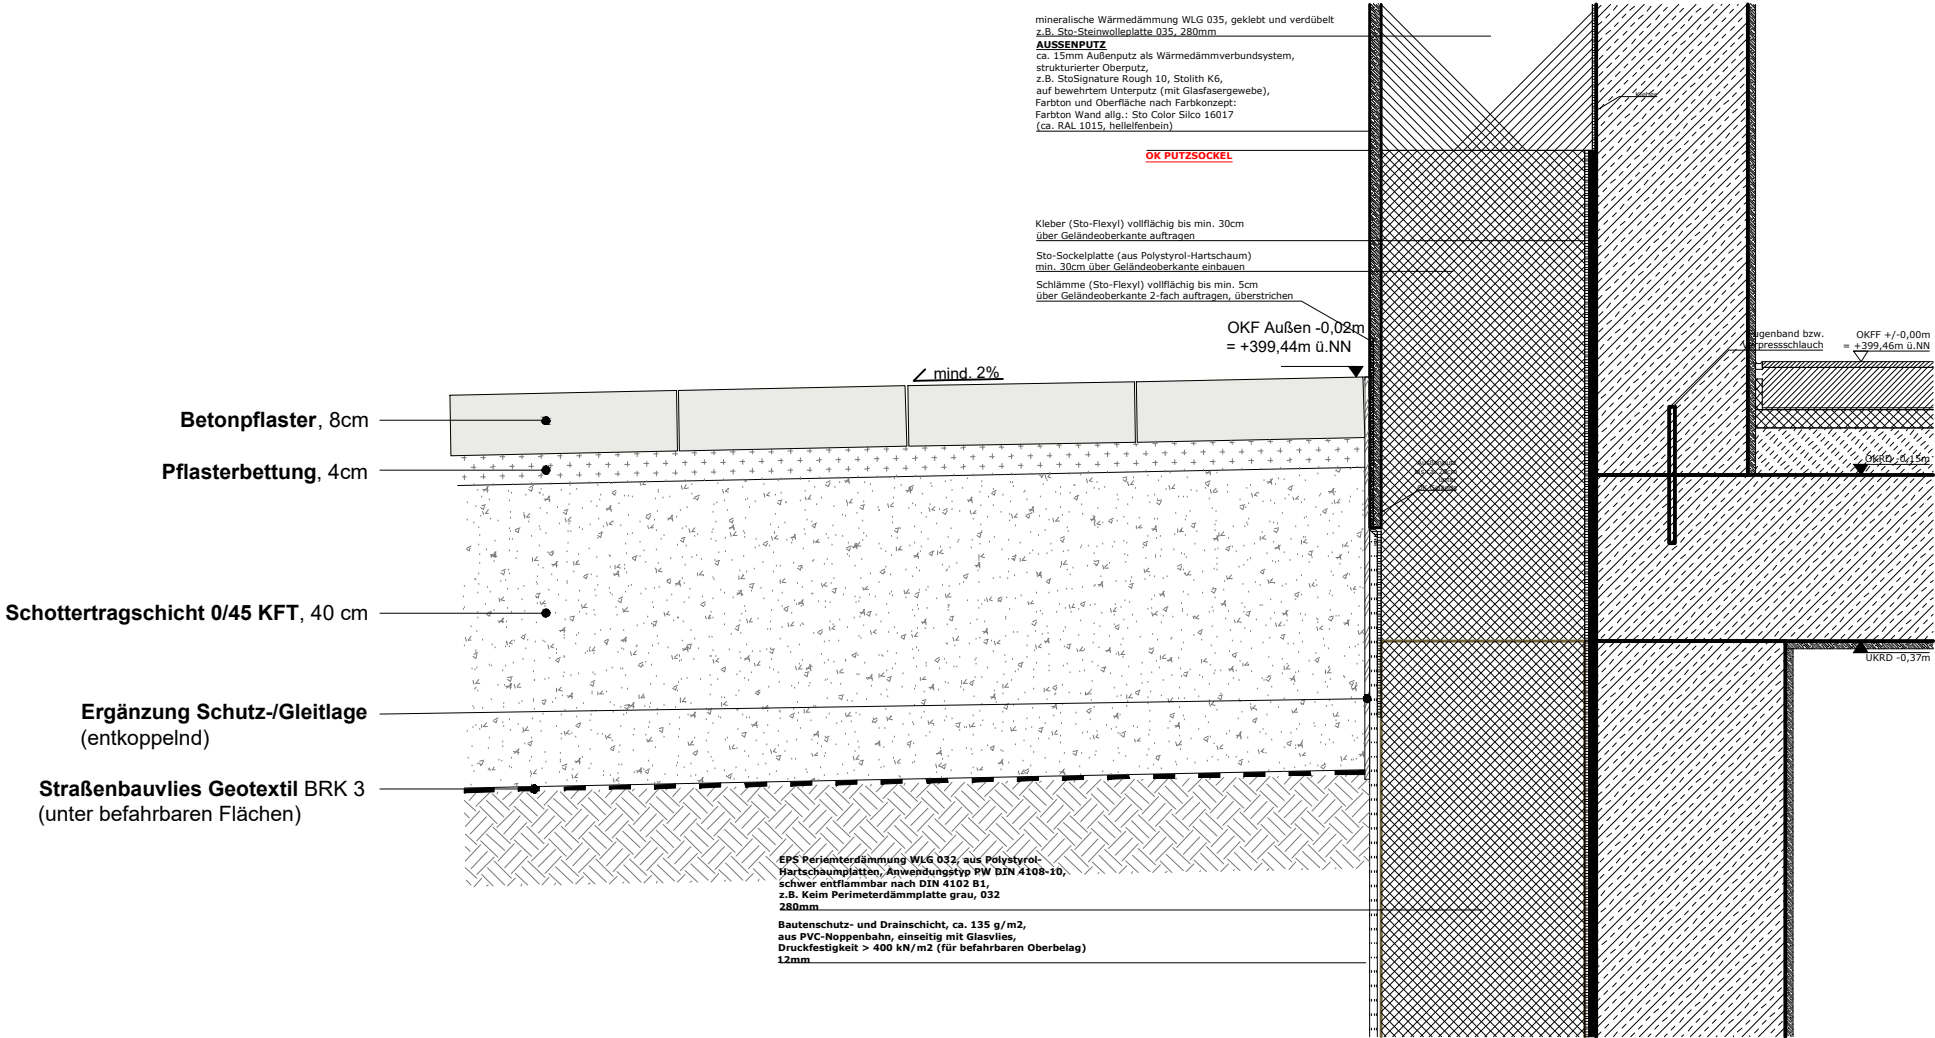 mineralische Wärmedämmung WLG 035, geklebt und verdübelt
z.B. Sto-Steinwolleplatte 035, 280mm
AUSSENPUTZ
ca. 15mm Außenputz als Wärmedämmverbundsystem,
strukturierter Oberputz,
z.B. StoSignature Rough 10, Stolith K6,
auf bewehrtem Unterputz (mit Glasfasergewebe),
Farbton und Oberfläche nach Farbkonzept:
Farbton Wand allg.: Sto Color Silco 16017
(ca. RAL 1015, hellelfenbein)
OK PUTZSOCKEL
Kleber (Sto-Flexyl) vollflächig bis min. 30cm
über Geländeoberkante auftragen
Sto-Sockelplatte (aus Polystyrol-Hartschaum)
min. 30cm über Geländeoberkante einbauen
Schlämme (Sto-Flexyl) vollflächig bis min. 5cm
über Geländeoberkante 2-fach auftragen, überstrichen
OKF Außen -0,02m
= +399,44m ü.NN
ugenband bzw.
rpressschlauch
OKFF +/-0,00m
= +399,46m ü.NN
mind. 2%
Betonpflaster, 8cm
Pflasterbettung, 4cm
OKRD -0,15m
Schottertragschicht 0/45 KFT, 40 cm
UKRD -0,37m
Ergänzung Schutz-/Gleitlage
(entkoppelnd)
Straßenbauvlies Geotextil BRK 3
(unter befahrbaren Flächen)
EPS Periemterdämmung WLG 032, aus Polystyrol-
Hartschaumplatten, Anwendungstyp PW DIN 4108-10,
schwer entflammbar nach DIN 4102 B1,
z.B. Keim Perimeterdämmplatte grau, 032
280mm
Bautenschutz- und Drainschicht, ca. 135 g/m2,
aus PVC-Noppenbahn, einseitig mit Glasvlies,
Druckfestigkeit > 400 kN/m2 (für befahrbaren Oberbelag)
12mm